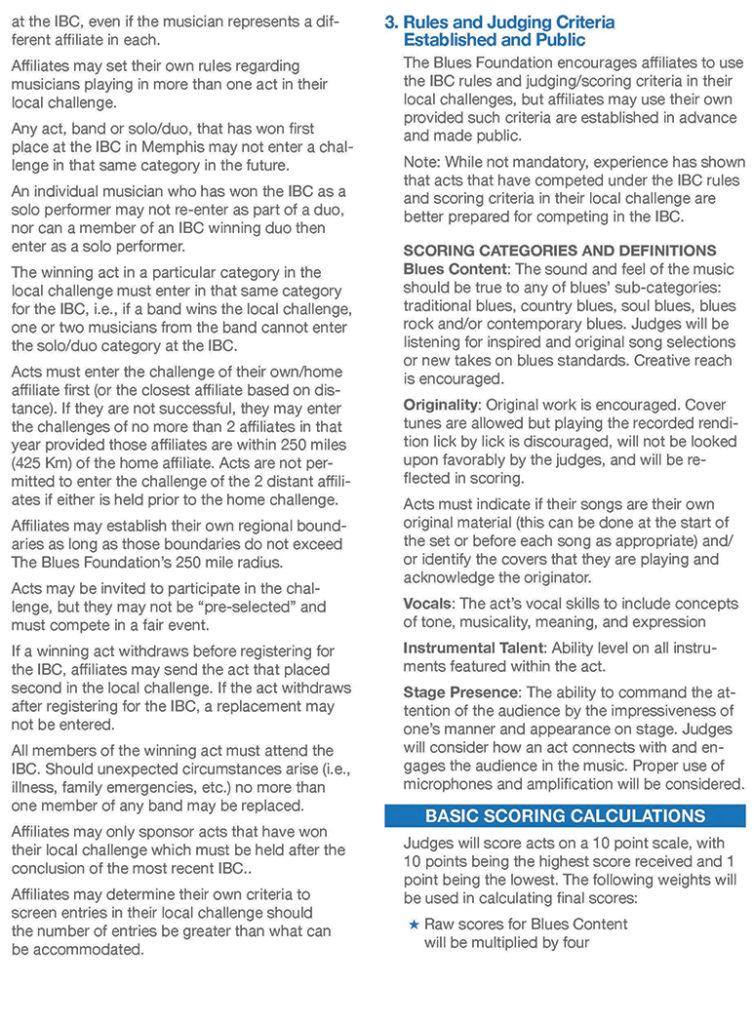 at the IBC, even if the musician represents a dif-
ferent affiliate in each.
Affiliates may set their own rules regarding
musicians playing in more than one act in their
local challenge.
Any act, band or solo/duo, that has won first
place at the IBC in Memphis may not enter a chal-
lenge in that same category in the future.
An individual musician who has won the IBC as a
solo performer may not re-enter as part of a duo,
nor can a member of an IBC winning duo then
enter as a solo performer.
The winning act in a particular category in the
local challenge must enter in that same category
for the IBC, i.e., if a band wins the local challenge,
one or two musicians from the band cannot enter
the solo/duo category at the IBC.
Acts must enter the challenge of their own/home
affiliate first (or the closest affiliate based on dis-
tance). If they are not successful, they may enter
the challenges of no more than 2 affiliates in that
year provided those affiliates are within 250 miles
(425 Km) of the home affiliate. Acts are not per-
mitted to enter the challenge of the 2 distant affili-
ates if either is held prior to the home challenge.
Affiliates may establish their own regional bound-
aries as long as those boundaries do not exceed
The Blues Foundation's 250 mile radius.
Acts may be invited to participate in the chal-
lenge, but they may not be “pre-selected” and
must compete in a fair event.
If a winning act withdraws before registering for
the IBC, affiliates may send the act that placed
second in the local challenge. If the act withdraws
after registering for the IBC, a replacement may
not be entered.
All members of the winning act must attend the
IBC. Should unexpected circumstances arise (i.e.,
illness, family emergencies, etc.) no more than
one member of any band may be replaced.
Affiliates may only sponsor acts that have won
their local challenge which must be held after the
conclusion of the most recent IBC..
Affiliates may determine their own criteria to
screen entries in their local challenge should
the number of entries be greater than what can
be accommodated.
3. Rules and Judging Criteria
Established and Public
The Blues Foundation encourages affiliates to use
the IBC rules and judging/scoring criteria in their
local challenges, but affiliates may use their own
provided such criteria are established in advance
and made public.
Note: While not mandatory, experience has shown
that acts that have competed under the IBC rules
and scoring criteria in their local challenge are
better prepared for competing in the IBC.
SCORING CATEGORIES AND DEFINITIONS
Blues Content: The sound and feel of the music
should be true to any of blues' sub-categories:
traditional blues, country blues, soul blues, blues
rock and/or contemporary blues. Judges will be
listening for inspired and original song selections
or new takes on blues standards. Creative reach
is encouraged.
Originality: Original work is encouraged. Cover
tunes are allowed but playing the recorded rendi-
tion lick by lick is discouraged, will not be looked
upon favorably by the judges, and will be re-
flected in scoring.
Acts must indicate if their songs are their own
original material (this can be done at the start of
the set or before each song as appropriate) and/
or identify the covers that they are playing and
acknowledge the originator.
Vocals: The act's vocal skills to include concepts
of tone, musicality, meaning, and expression
Instrumental Talent: Ability level on all instru-
ments featured within the act.
Stage Presence: The ability to command the at-
tention of the audience by the impressiveness of
one's manner and appearance on stage. Judges
will consider how an act connects with and en-
gages the audience in the music. Proper use of
microphones and amplification will be considered.
BASIC SCORING CALCULATIONS
Judges will score acts on a 10 point scale, with
10 points being the highest score received and 1
point being the lowest. The following weights will
be used in calculating final scores:
★ Raw scores for Blues Content
will be multiplied by four